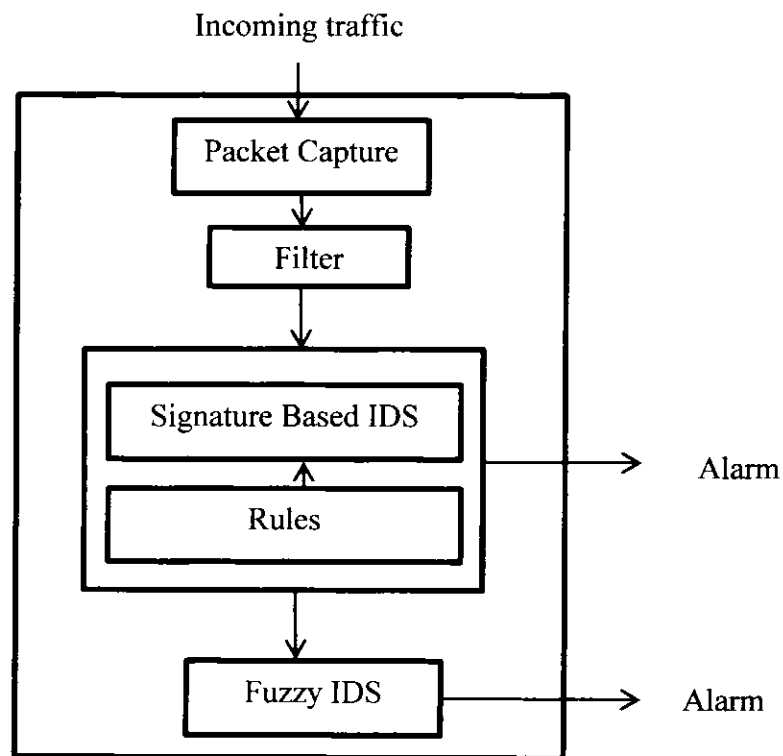 Incoming traffic
Packet Capture
Filter
Signature Based IDS
Alarm
Rules
Fuzzy IDS
Alarm